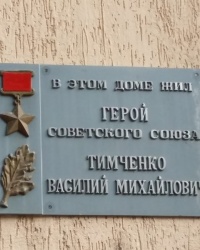 В ЭТОМ ДОМЕ ЖИЛ
ГЕРОЙ
СОВЕТСКОГО СОЮЗА
ТИМЧЕНКО
ВАСИЛИЙ МИХАЙЛОВИЧ